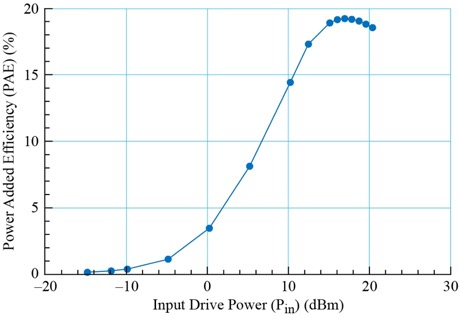 20
15
10
5
0
Power Added Efficiency (PAE) (%)
–20 –10 0 10 20 30
Input Drive Power (Pin) (dBm)